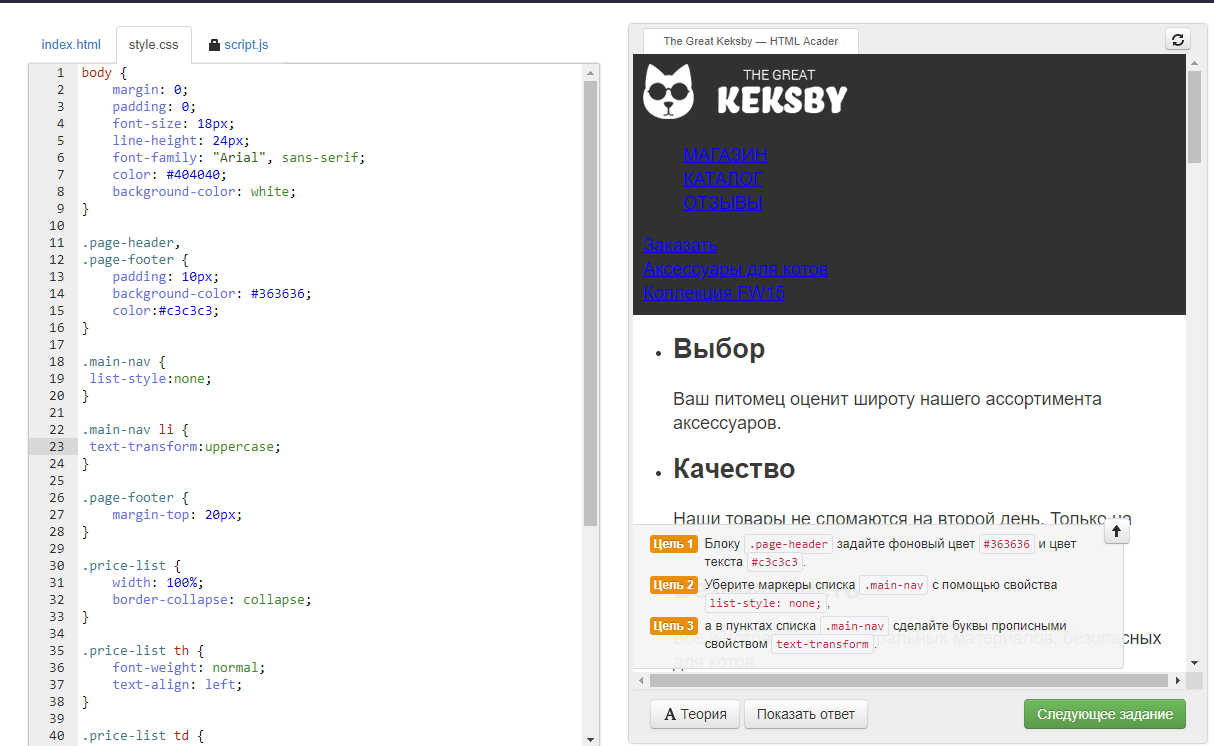 index.html style.css script.js
1 body {
2 margin: 0;
3 padding: 0;
4 font-size: 18px;
5 line-height: 24px;
6 font-family: "Arial", sans-serif;
7 color: #404040;
8 background-color: white;
9 }
10
11 .page-header,
12 .page-footer {
13 padding: 10px;
14 background-color: #363636;
15 color:#c3c3c3;
16 }
17
18 .main-nav {
19 list-style:none;
20 }
21
22 .main-nav li {
23 text-transform:uppercase;
24 }
25
26 .page-footer {
27 margin-top: 20px;
28 }
29
30 .price-list {
31 width: 100%;
32 border-collapse: collapse;
33 }
34
35 .price-list th {
36 font-weight: normal;
37 text-align: left;
38 }
39
40 .price-list td {
The Great Keksby — HTML Acader
THE GREAT
KEKSBY
МАГАЗИН
КАТАЛОГ
ОТЗЫВЫ
Заказать
Аксессуары для котов
Коллекция FW15
Выбор
Ваш питомец оценит широту нашего ассортимента
аксессуаров.
Качество
Наши товары не сломаются на второй день. Только на
Цель 1 Блоку .page-header задайте фоновый цвет #363636 и цвет
текста #c3c3c3.
Цель 2 Уберите маркеры списка .main-nav с помощью свойства
list-style: none;,
Цель 3 а в пунктах списка .main-nav сделайте буквы прописными
свойством text-transform.
материалов, безопасных
для котов.
A Теория Показать ответ Следующее задание